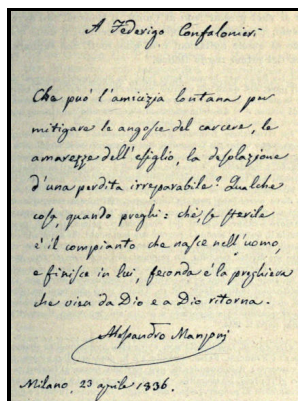 A Federigo Confalonieri
Che può l'amicizia lontana per
mitigare le angosce del carcere, le
amarezze dell'esiglio, la desolazione
d'una perdita irreparabile? Qualche
cosa, quando preghi: chè, se sterile
è il compianto che nasce nell'uomo,
e finisce in lui, feconda è la preghiera
che vien da Dio e a Dio ritorna.
Alessandro Manzoni
Milano, 23 aprile 1836.